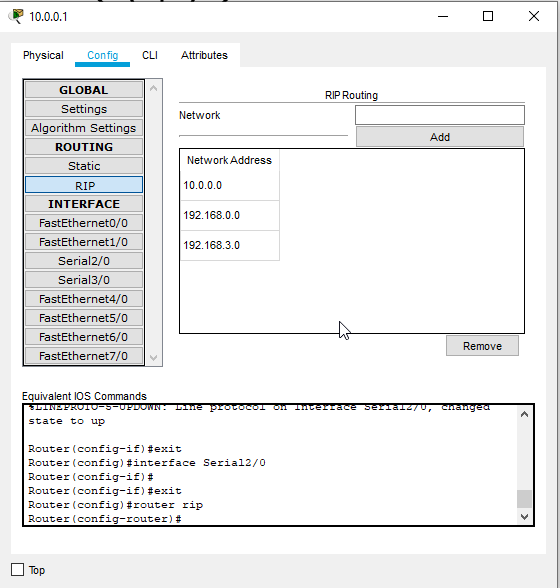 10.0.0.1
Physical Config CLI Attributes
GLOBAL
Settings
Algorithm Settings
ROUTING
Static
RIP
INTERFACE
FastEthernet0/0
FastEthernet1/0
Serial2/0
Serial3/0
FastEthernet4/0
FastEthernet5/0
FastEthernet6/0
FastEthernet7/0
RIP Routing
Network
Add
Network Address
10.0.0.0
192.168.0.0
192.168.3.0
Remove
Equivalent IOS Commands
%LINEPROTO-5-UPDOWN: Line protocol on Interface Serial2/0, changed
state to up
Router(config-if)#exit
Router(config)#interface Serial2/0
Router(config-if)#
Router(config-if)#exit
Router(config)#router rip
Router(config-router)#
Top